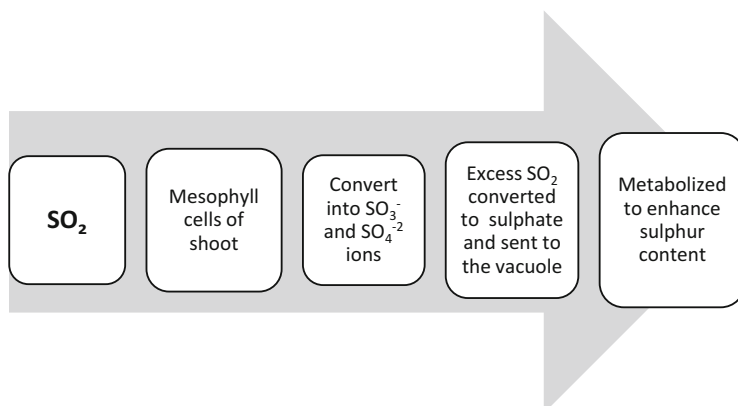 SO₂
Mesophyll
cells of
shoot
Convert
into SO₃⁻
and SO₄⁻²
ions
Excess SO₂
converted
to sulphate
and sent to
the vacuole
Metabolized
to enhance
sulphur
content